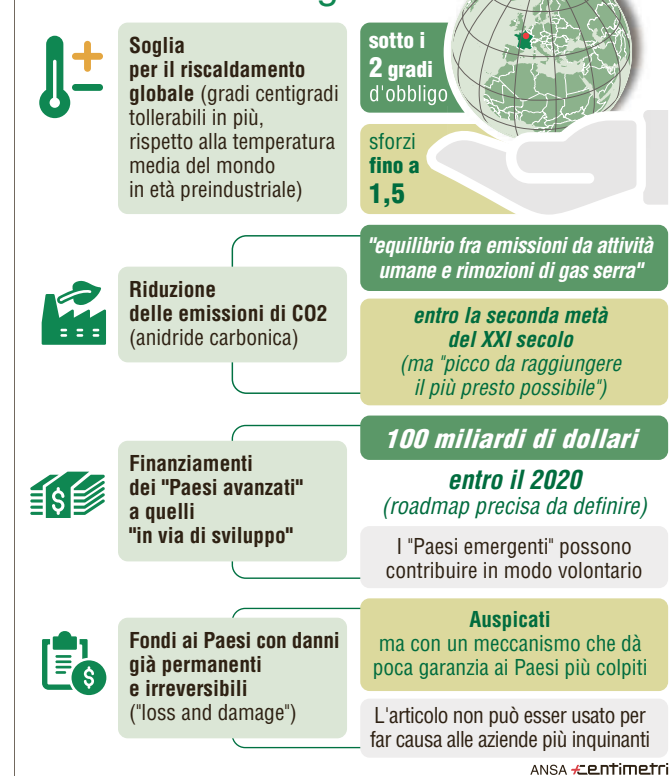 Soglia
per il riscaldamento
globale (gradi centigradi
tollerabili in più,
rispetto alla temperatura
media del mondo
in età preindustriale)
sotto i
2 gradi
d'obbligo
sforzi
fino a
1,5
Riduzione
delle emissioni di CO2
(anidride carbonica)
"equilibrio fra emissioni da attività
umane e rimozioni di gas serra"
entro la seconda metà
del XXI secolo
(ma "picco da raggiungere
il più presto possibile")
Finanziamenti
dei "Paesi avanzati"
a quelli
"in via di sviluppo"
100 miliardi di dollari
entro il 2020
(roadmap precisa da definire)
I "Paesi emergenti" possono
contribuire in modo volontario
Fondi ai Paesi con danni
già permanenti
e irreversibili
("loss and damage")
Auspicati
ma con un meccanismo che dà
poca garanzia ai Paesi più colpiti
L'articolo non può esser usato per
far causa alle aziende più inquinanti
ANSA centimetri